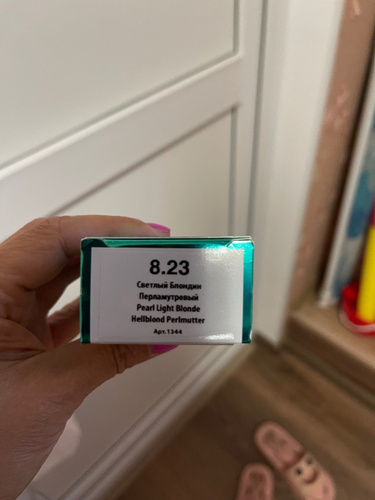 8.23
Светлый Блондин
Перламутровый
Pearl Light Blonde
Hellblond Perlmutter
Арт.1344